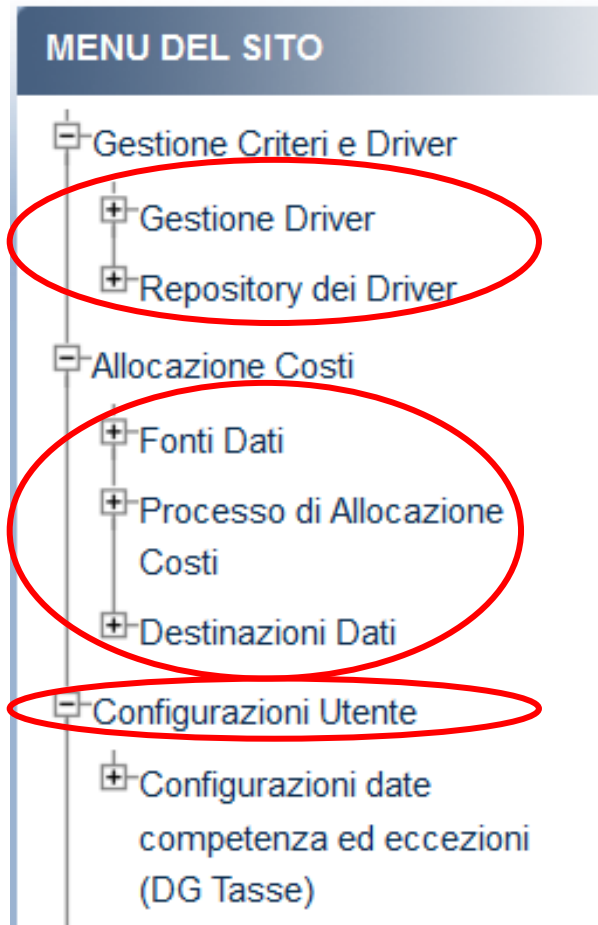 MENU DEL SITO
Gestione Criteri e Driver
Gestione Driver
Repository dei Driver
Allocazione Costi
Fonti Dati
Processo di Allocazione
Costi
Destinazioni Dati
Configurazioni Utente
Configurazioni date
competenza ed eccezioni
(DG Tasse)